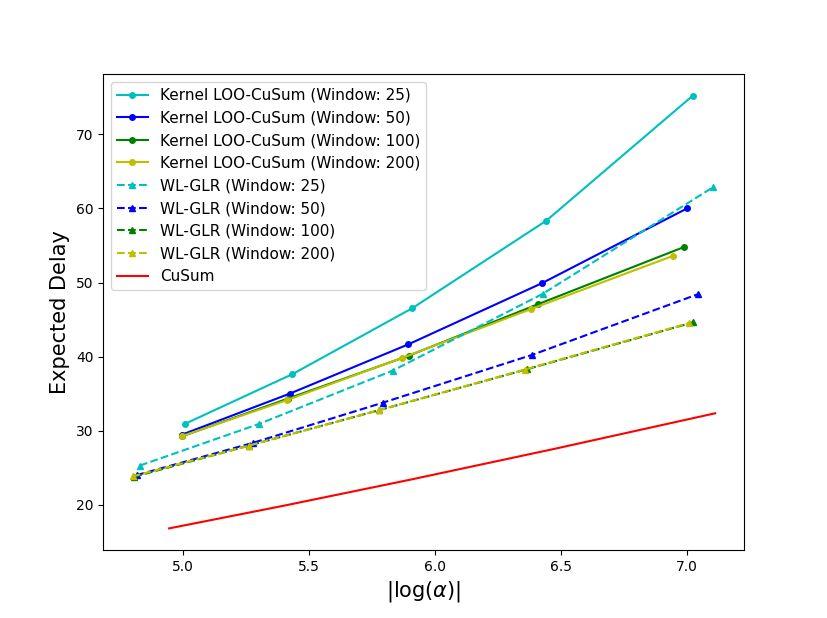 Kernel LOO-CuSum (Window: 25)
Kernel LOO-CuSum (Window: 50)
Kernel LOO-CuSum (Window: 100)
Kernel LOO-CuSum (Window: 200)
WL-GLR (Window: 25)
WL-GLR (Window: 50)
WL-GLR (Window: 100)
WL-GLR (Window: 200)
CuSum
Expected Delay
70
60
50
40
30
20
5.0 5.5 6.0 6.5 7.0
|log(α)|